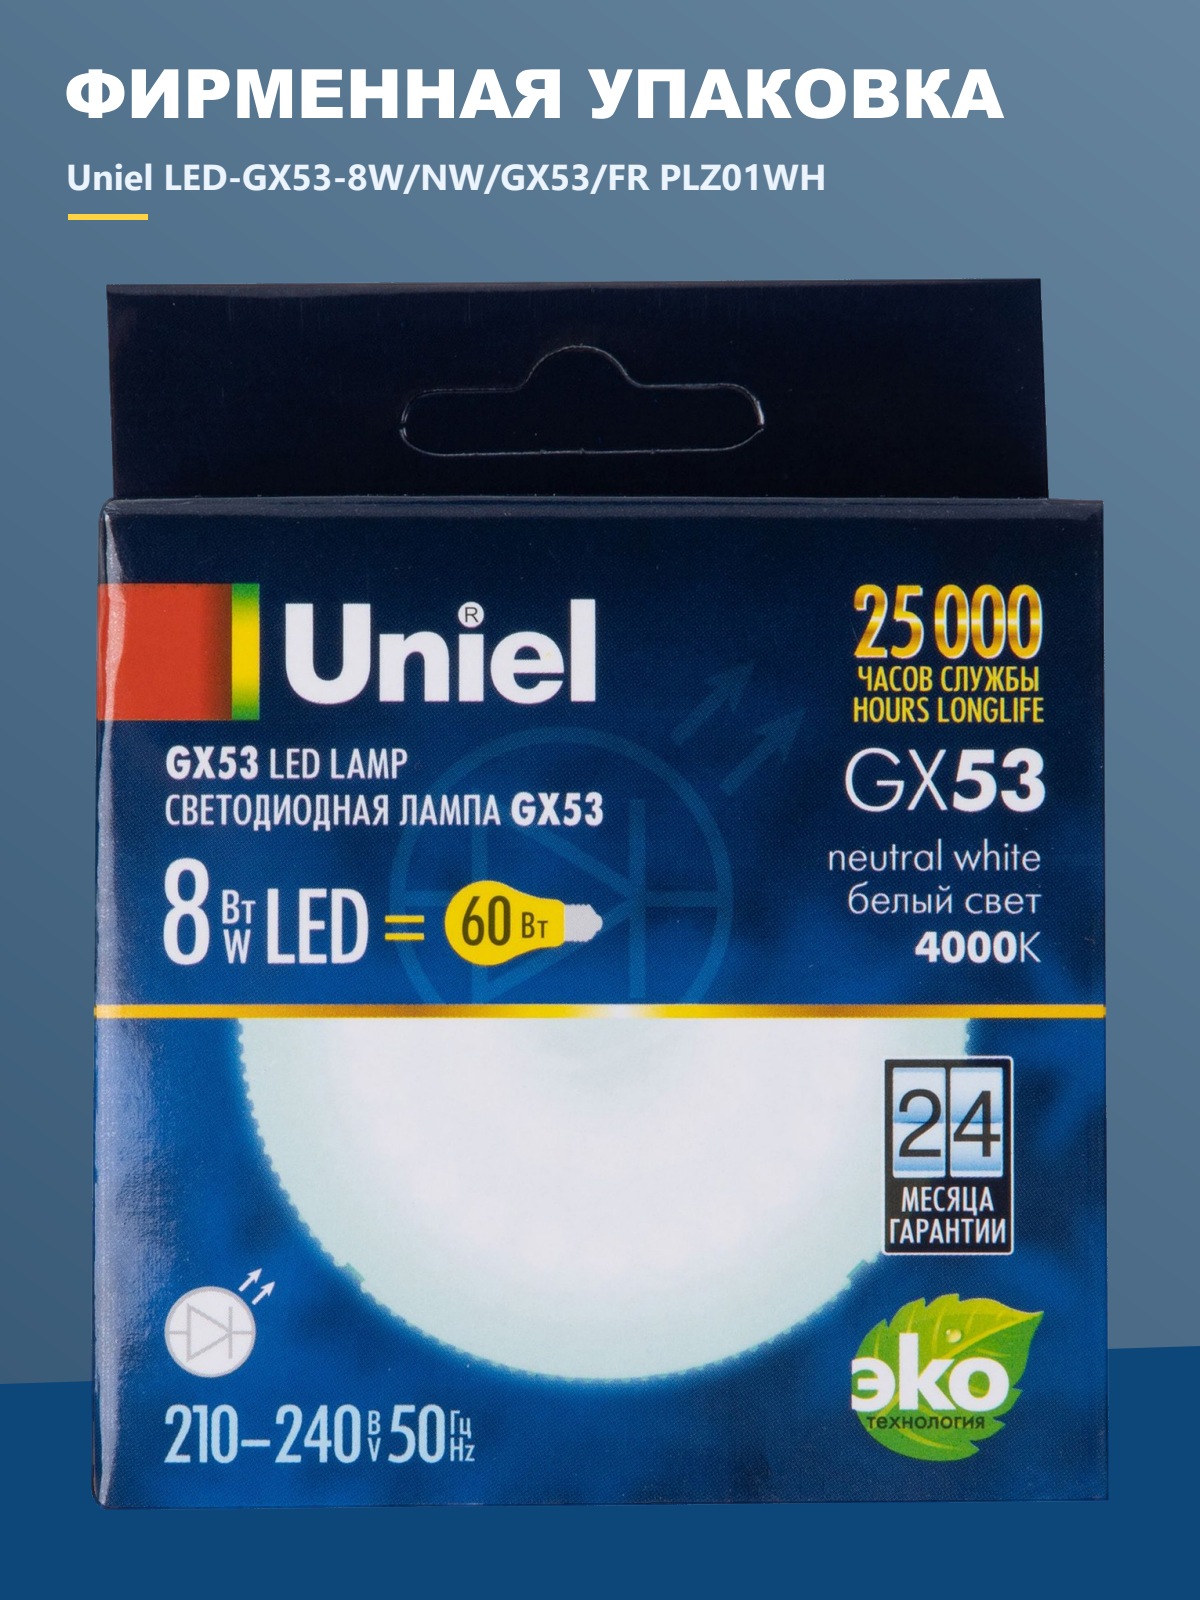 ФИРМЕННАЯ УПАКОВКА
Uniel LED-GX53-8W/NW/GX53/FR PLZ01WH
Uniel®
25 000
ЧАСОВ СЛУЖБЫ
HOURS LONGLIFE
GX53 LED LAMP
СВЕТОДИОДНАЯ ЛАМПА GX53
8 Вт W LED = 60 Вт
GX53
neutral white
белый свет
4000K
24
МЕСЯЦА
ГАРАНТИИ
эко
технология
210–240 В V 50 Гц Hz